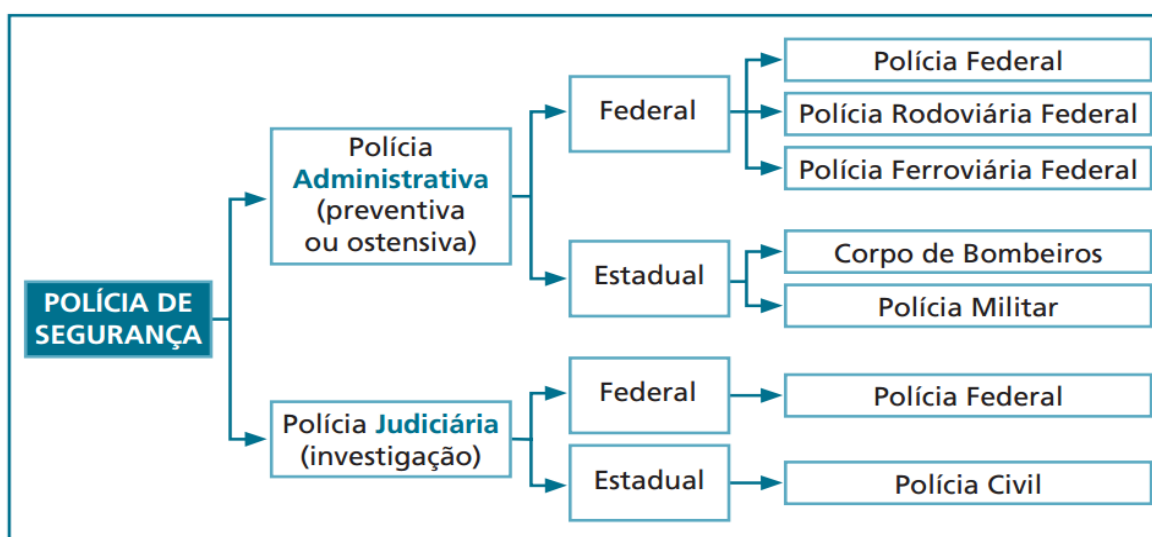 POLÍCIA DE
SEGURANÇA
Polícia
Administrativa
(preventiva
ou ostensiva)
Federal
Polícia Federal
Polícia Rodoviária Federal
Polícia Ferroviária Federal
Estadual
Corpo de Bombeiros
Polícia Militar
Polícia Judiciária
(investigação)
Federal
Polícia Federal
Estadual
Polícia Civil